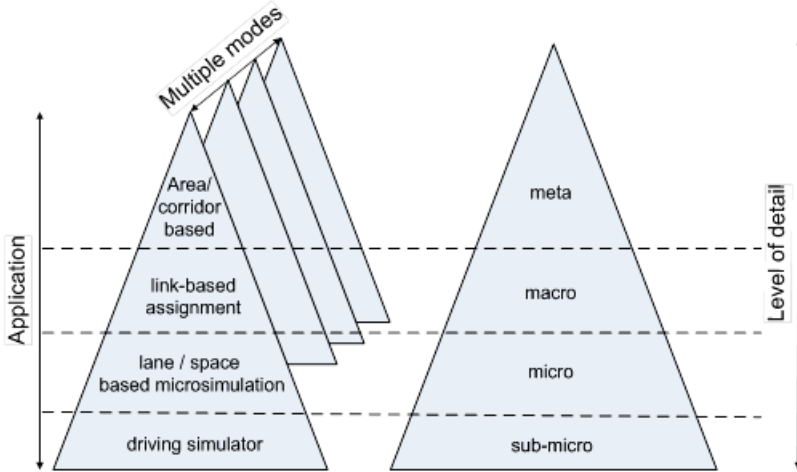 Multiple modes
Application
Area/
corridor
based
link-based
assignment
lane / space
based microsimulation
driving simulator
meta
macro
micro
sub-micro
Level of detail